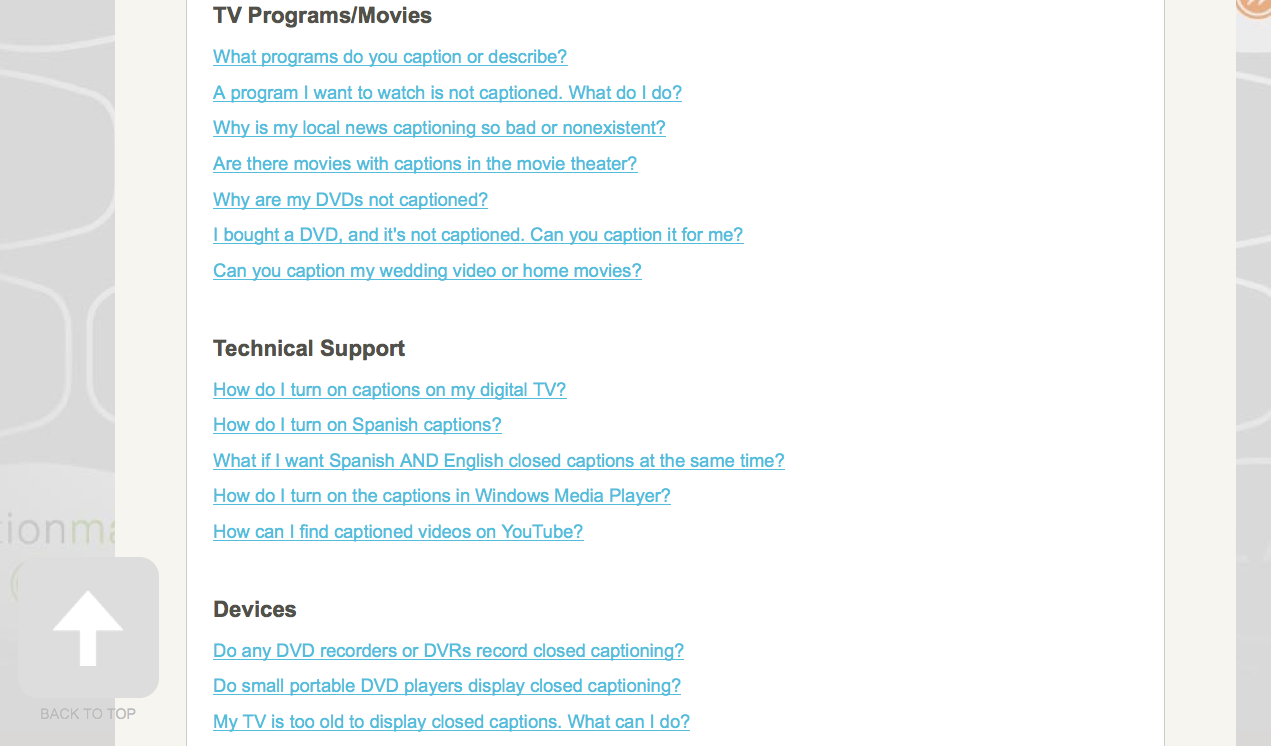 TV Programs/Movies
What programs do you caption or describe?
A program I want to watch is not captioned. What do I do?
Why is my local news captioning so bad or nonexistent?
Are there movies with captions in the movie theater?
Why are my DVDs not captioned?
I bought a DVD, and it's not captioned. Can you caption it for me?
Can you caption my wedding video or home movies?
Technical Support
How do I turn on captions on my digital TV?
How do I turn on Spanish captions?
What if I want Spanish AND English closed captions at the same time?
How do I turn on the captions in Windows Media Player?
How can I find captioned videos on YouTube?
tionma
Devices
Do any DVD recorders or DVRs record closed captioning?
Do small portable DVD players display closed captioning?
My TV is too old to display closed captions. What can I do?
BACK TO TOP